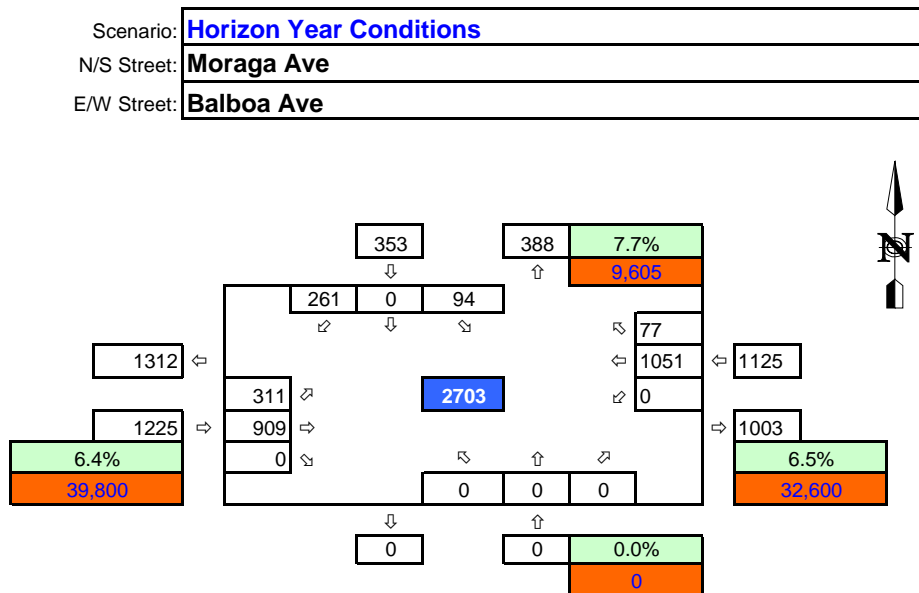 Scenario: Horizon Year Conditions
N/S Street: Moraga Ave
E/W Street: Balboa Ave
N
353 388 7.7%
⇩ ⇧ 9,605
261 0 94
⬃ ⇩ ⬂ ⬁ 77
1312 ⇦ ⇦ 1051 ⇦ 1125
311 ⬀ 2703 ⬃ 0
1225 ⇨ 909 ⇨ ⇨ 1003
6.4% 0 ⬂ ⬁ ⇧ ⬀ 6.5%
39,800 0 0 0 32,600
⇩ ⇧
0 0 0.0%
0